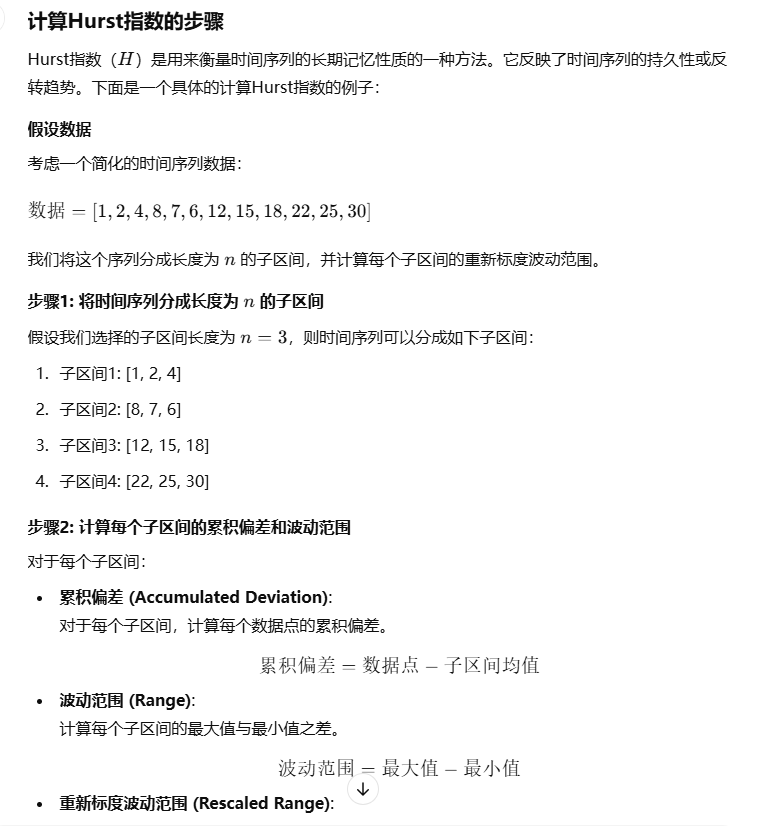 计算Hurst指数的步骤
Hurst指数（H）是用来衡量时间序列的长期记忆性质的一种方法。它反映了时间序列的持久性或反
转趋势。下面是一个具体的计算Hurst指数的例子：
假设数据
考虑一个简化的时间序列数据：
数据 = [1, 2, 4, 8, 7, 6, 12, 15, 18, 22, 25, 30]
我们将这个序列分成长度为 n 的子区间，并计算每个子区间的重新标度波动范围。
步骤1: 将时间序列分成长度为 n 的子区间
假设我们选择的子区间长度为 n = 3，则时间序列可以分成如下子区间：
1. 子区间1: [1, 2, 4]
2. 子区间2: [8, 7, 6]
3. 子区间3: [12, 15, 18]
4. 子区间4: [22, 25, 30]
步骤2: 计算每个子区间的累积偏差和波动范围
对于每个子区间：
• 累积偏差 (Accumulated Deviation):
对于每个子区间，计算每个数据点的累积偏差。
累积偏差 = 数据点 − 子区间均值
• 波动范围 (Range):
计算每个子区间的最大值与最小值之差。
波动范围 = 最大值 − 最小值
• 重新标度波动范围 (Rescaled Range):